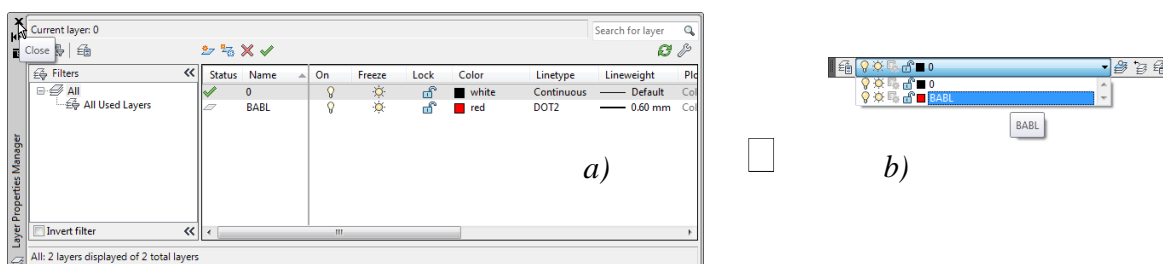 Current layer: 0
Search for layer
Close
Filters
All
All Used Layers
Invert filter
Layer Properties Manager
Status Name On Freeze Lock Color Linetype Lineweight
0 white Continuous Default
BABL red DOT2 0.60 mm
a)
All: 2 layers displayed of 2 total layers
0
0
BABL
BABL
b)